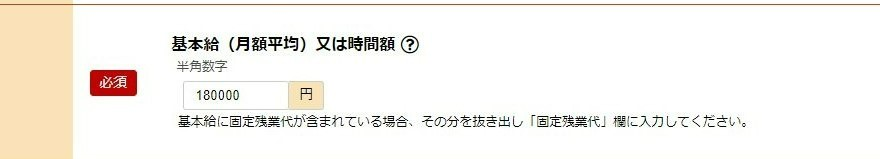 基本給（月額平均）又は時間額 ?
半角数字
必須
180000 円
基本給に固定残業代が含まれている場合、その分を抜き出し「固定残業代」欄に入力してください。